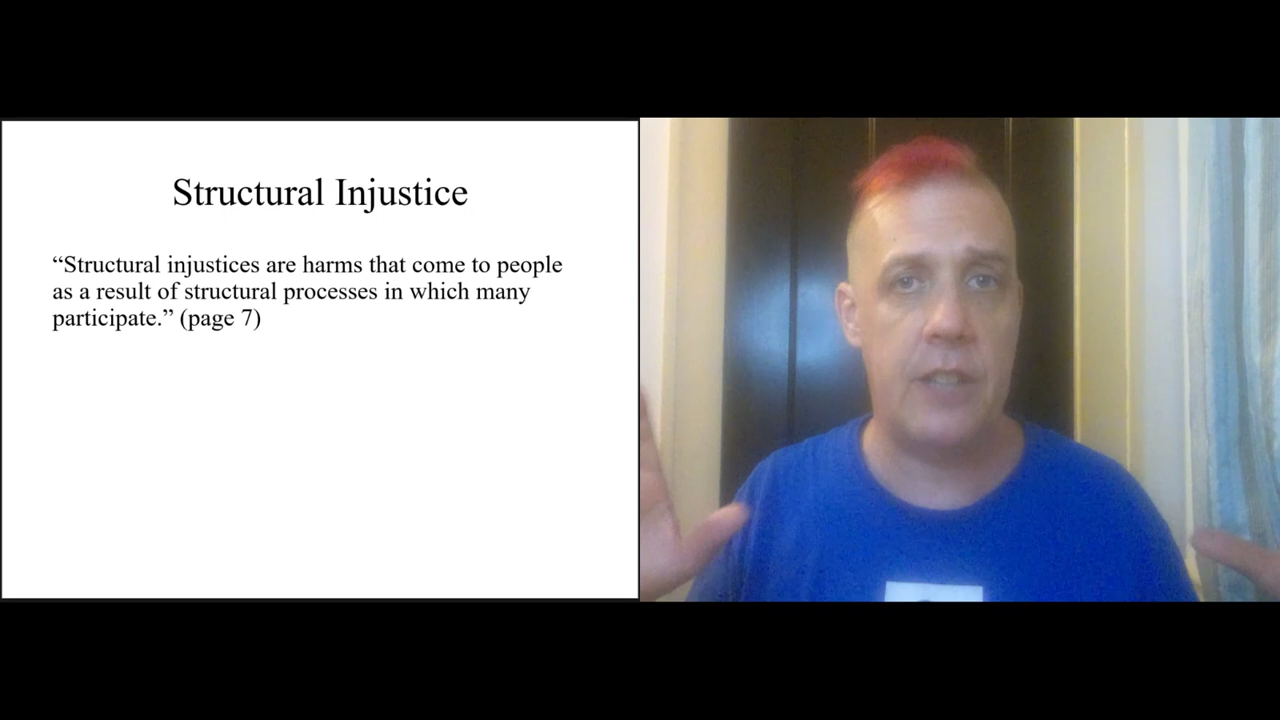 Structural Injustice
“Structural injustices are harms that come to people
as a result of structural processes in which many
participate.” (page 7)